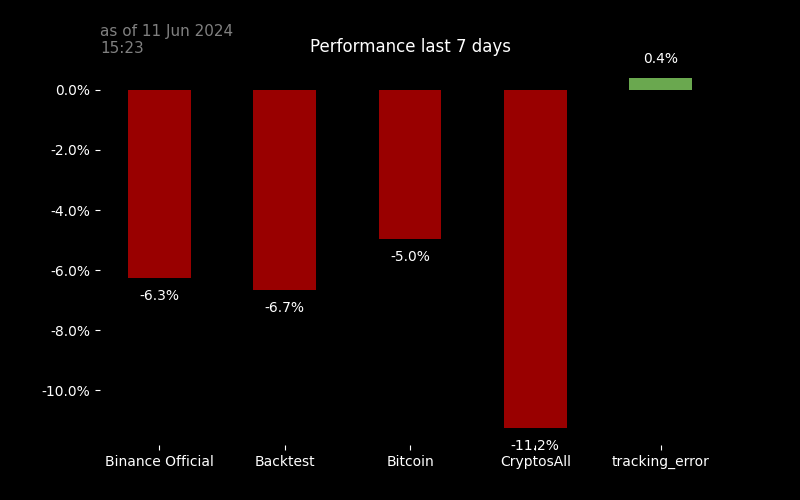 as of 11 Jun 2024
15:23
Performance last 7 days
0.4%
0.0%
-2.0%
-4.0%
-6.0%
-8.0%
-10.0%
-6.3%
-6.7%
-5.0%
-11.2%
Binance Official
Backtest
Bitcoin
CryptosAll
tracking_error